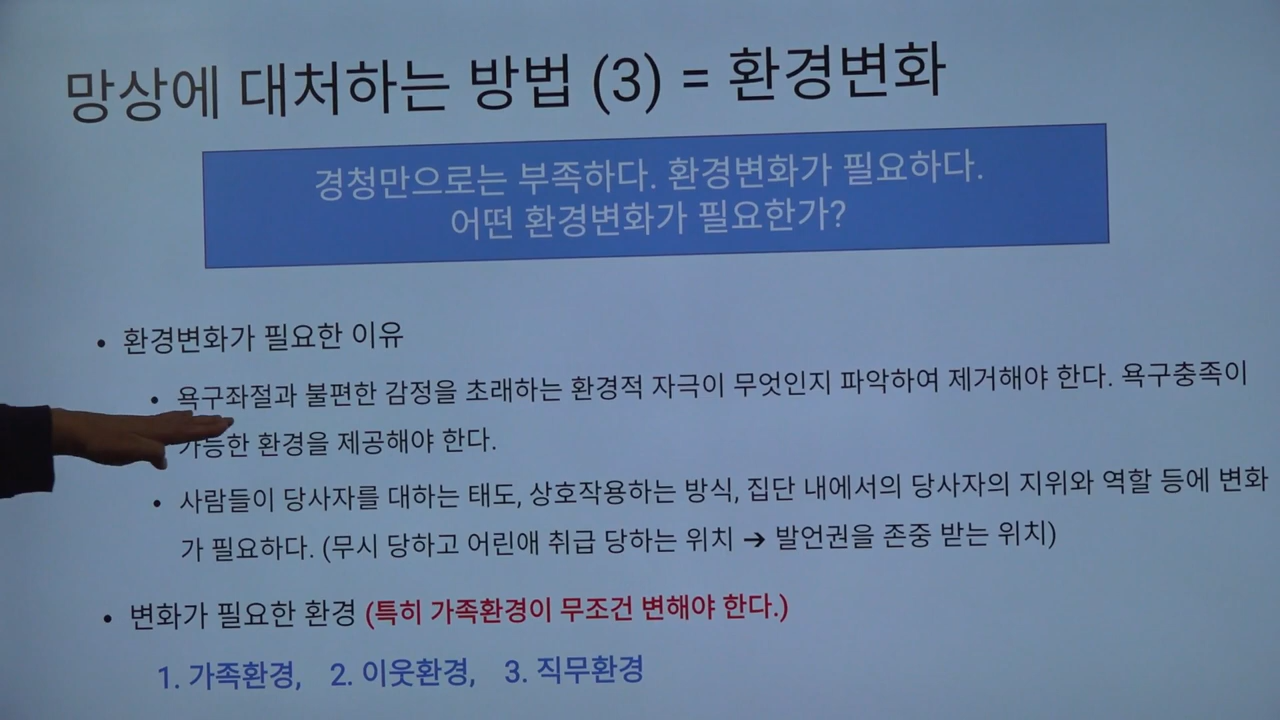 망상에 대처하는 방법 (3) = 환경변화
경청만으로는 부족하다. 환경변화가 필요하다.
어떤 환경변화가 필요한가?
• 환경변화가 필요한 이유
• 욕구좌절과 불편한 감정을 초래하는 환경적 자극이 무엇인지 파악하여 제거해야 한다. 욕구충족이
가능한 환경을 제공해야 한다.
• 사람들이 당사자를 대하는 태도, 상호작용하는 방식, 집단 내에서의 당사자의 지위와 역할 등에 변화
가 필요하다. (무시 당하고 어린애 취급 당하는 위치 → 발언권을 존중 받는 위치)
• 변화가 필요한 환경 (특히 가족환경이 무조건 변해야 한다.)
1. 가족환경, 2. 이웃환경, 3. 직무환경